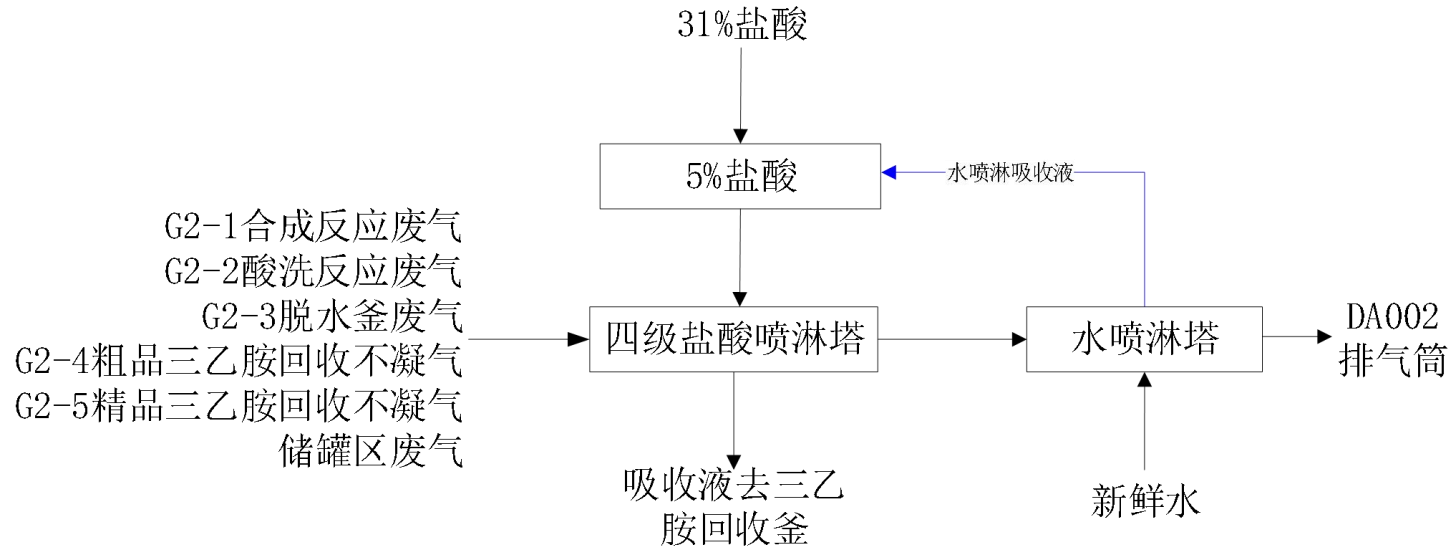 31%盐酸
5%盐酸
水喷淋吸收液
G2-1合成反应废气
G2-2酸洗反应废气
G2-3脱水釜废气
G2-4粗品三乙胺回收不凝气
G2-5精品三乙胺回收不凝气
储罐区废气
四级盐酸喷淋塔
水喷淋塔
DA002
排气筒
吸收液去三乙
胺回收釜
新鲜水